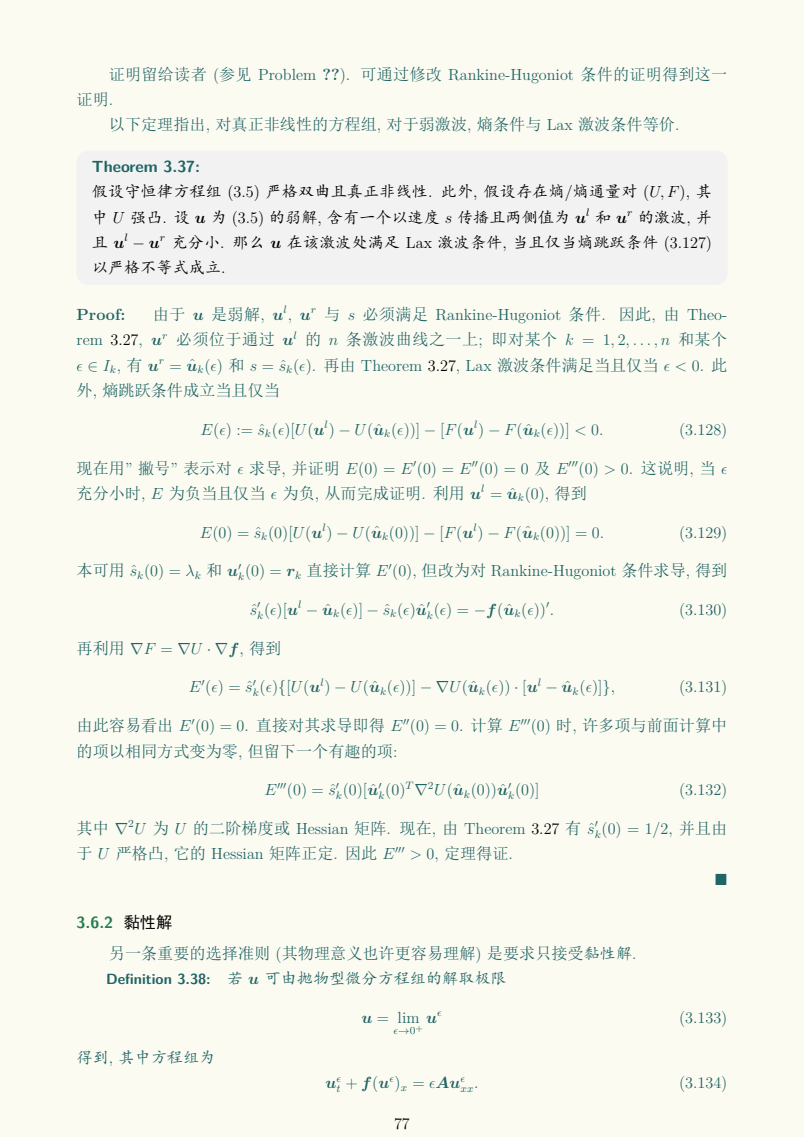 证明留给读者 (参见 Problem ??). 可通过修改 Rankine-Hugoniot 条件的证明得到这一
证明.
以下定理指出, 对真正非线性的方程组, 对于弱激波, 熵条件与 Lax 激波条件等价.
Theorem 3.37:
假设守恒律方程组 (3.5) 严格双曲且真正非线性. 此外, 假设存在熵/熵通量对 (U, F), 其
中 U 强凸. 设 u 为 (3.5) 的弱解, 含有一个以速度 s 传播且两侧值为 u^l 和 u^r 的激波, 并
且 u^l − u^r 充分小. 那么 u 在该激波处满足 Lax 激波条件, 当且仅当熵跳跃条件 (3.127)
以严格不等式成立.
Proof: 由于 u 是弱解, u^l, u^r 与 s 必须满足 Rankine-Hugoniot 条件. 因此, 由 Theo-
rem 3.27, u^r 必须位于通过 u^l 的 n 条激波曲线之一上; 即对某个 k = 1, 2, . . . , n 和某个
ϵ ∈ I_k, 有 u^r = û_k(ϵ) 和 s = ŝ_k(ϵ). 再由 Theorem 3.27, Lax 激波条件满足当且仅当 ϵ < 0. 此
外, 熵跳跃条件成立当且仅当
E(ϵ) := ŝ_k(ϵ)[U(u^l) − U(û_k(ϵ))] − [F(u^l) − F(û_k(ϵ))] < 0. (3.128)
现在用” 撇号” 表示对 ϵ 求导, 并证明 E(0) = E′(0) = E″(0) = 0 及 E‴(0) > 0. 这说明, 当 ϵ
充分小时, E 为负当且仅当 ϵ 为负, 从而完成证明. 利用 u^l = û_k(0), 得到
E(0) = ŝ_k(0)[U(u^l) − U(û_k(0))] − [F(u^l) − F(û_k(0))] = 0. (3.129)
本可用 ŝ_k(0) = λ_k 和 u′_k(0) = r_k 直接计算 E′(0), 但改为对 Rankine-Hugoniot 条件求导, 得到
ŝ′_k(ϵ)[u^l − û_k(ϵ)] − ŝ_k(ϵ)û′_k(ϵ) = −f(û_k(ϵ))′. (3.130)
再利用 ∇F = ∇U · ∇f, 得到
E′(ϵ) = ŝ′_k(ϵ){[U(u^l) − U(û_k(ϵ))] − ∇U(û_k(ϵ)) · [u^l − û_k(ϵ)]}, (3.131)
由此容易看出 E′(0) = 0. 直接对其求导即得 E″(0) = 0. 计算 E‴(0) 时, 许多项与前面计算中
的项以相同方式变为零, 但留下一个有趣的项:
E‴(0) = ŝ′_k(0)[û′_k(0)^T ∇²U(û_k(0))û′_k(0)] (3.132)
其中 ∇²U 为 U 的二阶梯度或 Hessian 矩阵. 现在, 由 Theorem 3.27 有 ŝ′_k(0) = 1/2, 并且由
于 U 严格凸, 它的 Hessian 矩阵正定. 因此 E‴ > 0, 定理得证.
■
3.6.2 黏性解
另一条重要的选择准则 (其物理意义也许更容易理解) 是要求只接受黏性解.
Definition 3.38: 若 u 可由抛物型微分方程组的解取极限
u = lim_{ϵ→0⁺} u^ϵ (3.133)
得到, 其中方程组为
u^ϵ_t + f(u^ϵ)_x = ϵAu^ϵ_xx. (3.134)
77